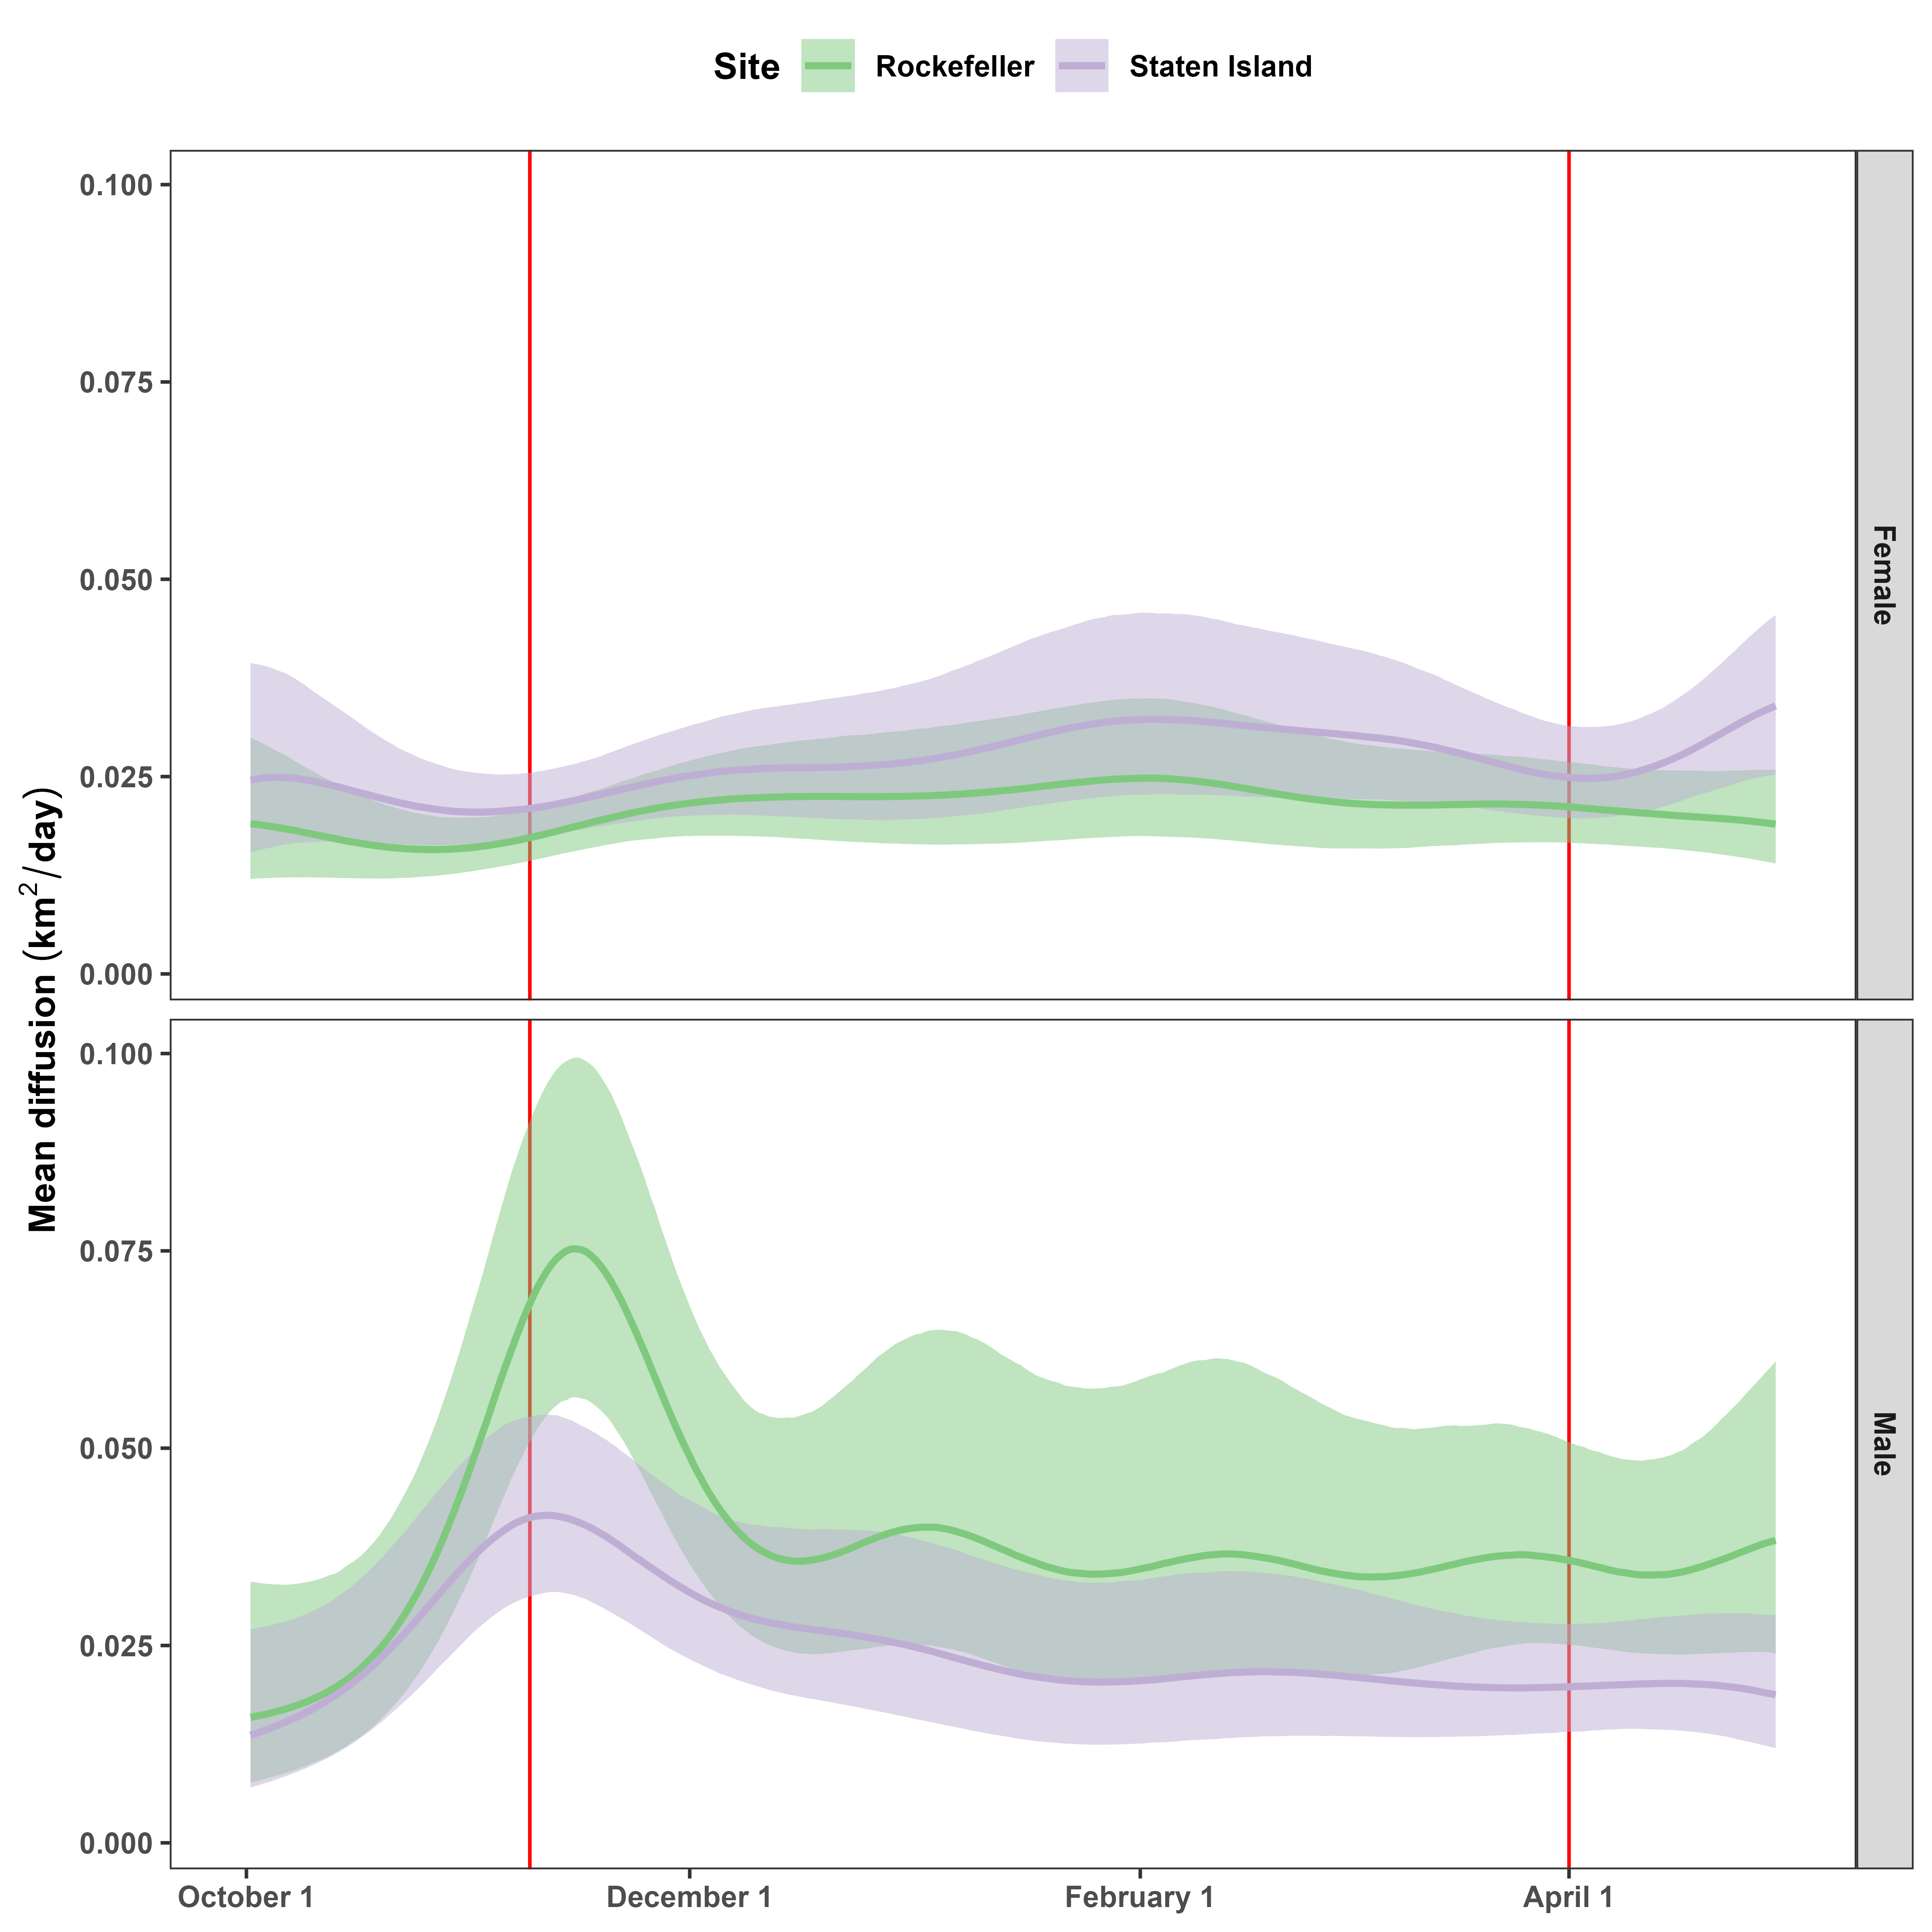 Site Rockefeller Staten Island
Mean diffusion (km²/day)
0.100
0.075
0.050
0.025
0.000
Female
0.100
0.075
0.050
0.025
0.000
Male
October 1 December 1 February 1 April 1